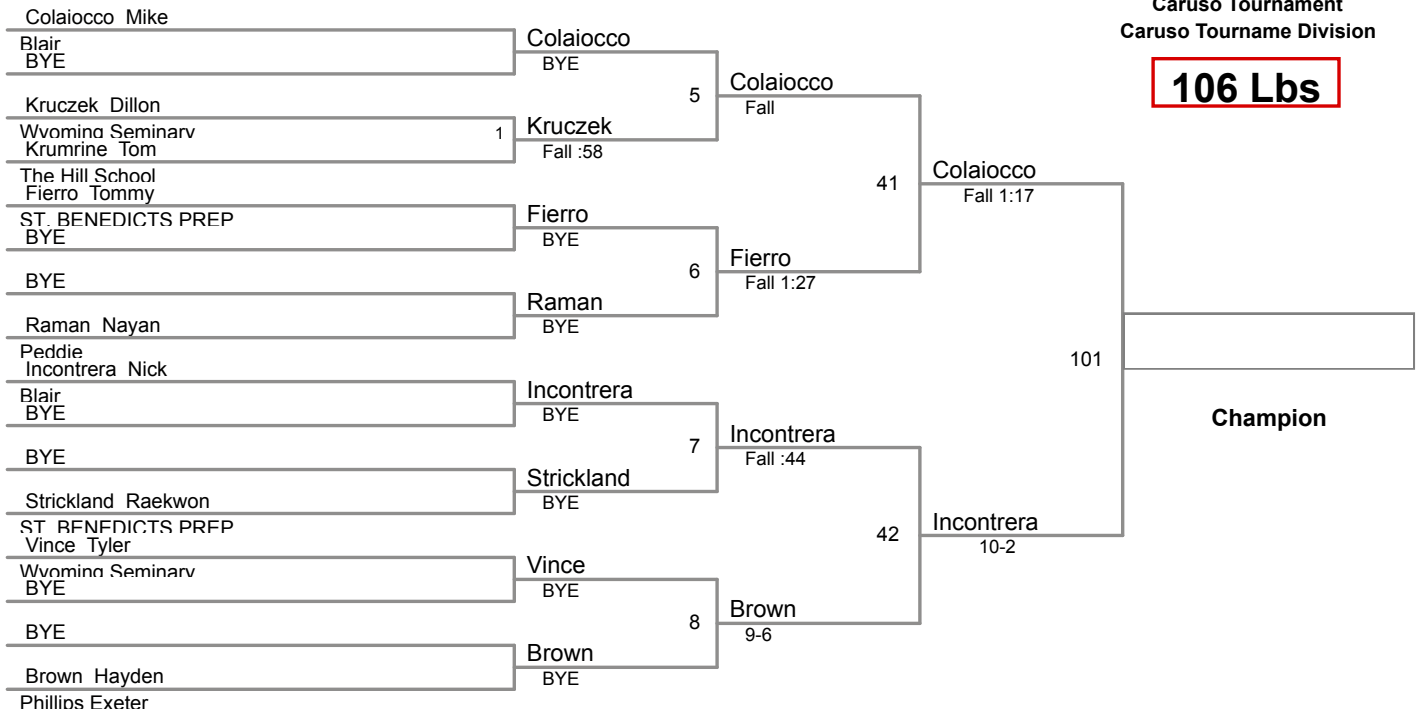 Caruso Tournament
Caruso Tourname Division
106 Lbs
Colaiocco  Mike
Blair
BYE
Kruczek Dillon
Wyoming Seminary
Krumrine  Tom
The Hill School
Fierro  Tommy
ST. BENEDICTS PREP
BYE
BYE
Raman  Nayan
Peddie
Incontrera  Nick
Blair
BYE
BYE
Strickland  Raekwon
ST. BENEDICTS PREP
Vince  Tyler
Wyoming Seminary
BYE
BYE
Brown  Hayden
Phillips Exeter
Colaiocco
BYE
1
Kruczek
Fall :58
Fierro
BYE
Raman
BYE
Incontrera
BYE
Strickland
BYE
Vince
BYE
Brown
BYE
5
Colaiocco
Fall
6
Fierro
Fall 1:27
7
Incontrera
Fall :44
8
Brown
9-6
41
Colaiocco
Fall 1:17
42
Incontrera
10-2
101
Champion